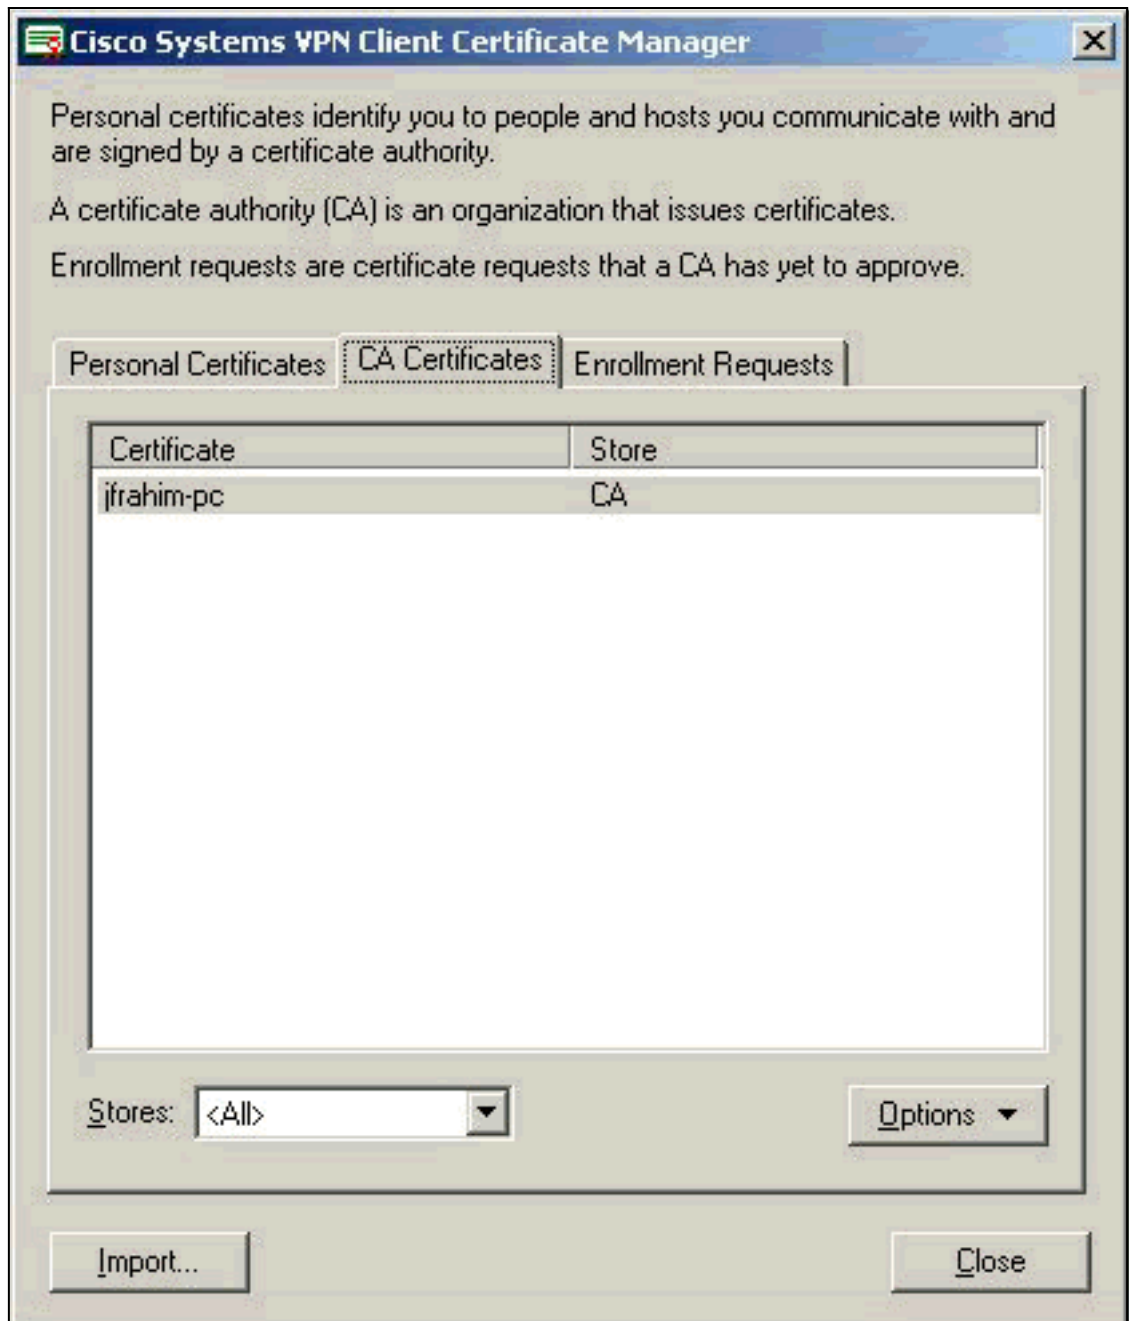 Cisco Systems VPN Client Certificate Manager
Personal certificates identify you to people and hosts you communicate with and
are signed by a certificate authority.
A certificate authority (CA) is an organization that issues certificates.
Enrollment requests are certificate requests that a CA has yet to approve.
Personal Certificates CA Certificates Enrollment Requests
Certificate Store
jfrahim-pc CA
Stores: <All> Options
Import... Close